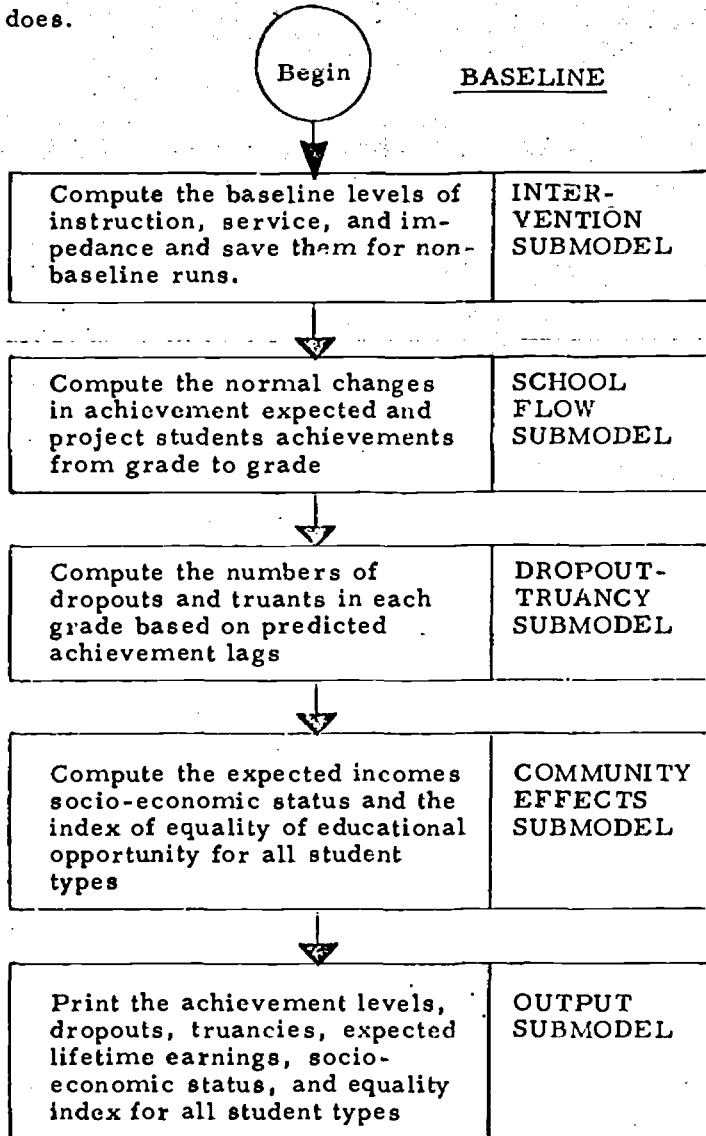 does.
Begin
BASELINE
Compute the baseline levels of
instruction, service, and im-
pedance and save them for non-
baseline runs.
INTER-
VENTION
SUBMODEL
Compute the normal changes
in achievement expected and
project students achievements
from grade to grade
SCHOOL
FLOW
SUBMODEL
Compute the numbers of
dropouts and truants in each
grade based on predicted
achievement lags
DROPOUT-
TRUANCY
SUBMODEL
Compute the expected incomes
socio-economic status and the
index of equality of educational
opportunity for all student
types
COMMUNITY
EFFECTS
SUBMODEL
Print the achievement levels,
dropouts, truancies, expected
lifetime earnings, socio-
economic status, and equality
index for all student types
OUTPUT
SUBMODEL